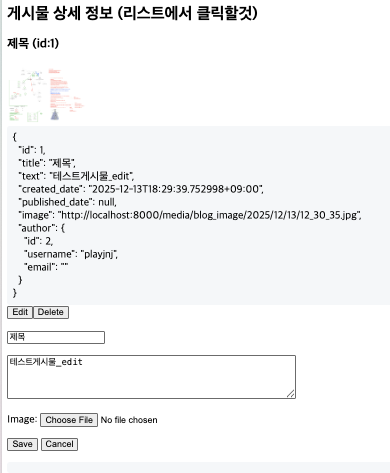 게시물 상세 정보 (리스트에서 클릭할것)
제목 (id:1)
{
"id": 1,
"title": "제목",
"text": "테스트게시물_edit",
"created_date": "2025-12-13T18:29:39.752998+09:00",
"published_date": null,
"image": "http://localhost:8000/media/blog_image/2025/12/13/12_30_35.jpg",
"author": {
"id": 2,
"username": "playjnj",
"email": ""
}
}
Edit Delete
제목
테스트게시물_edit
Image: Choose File No file chosen
Save Cancel